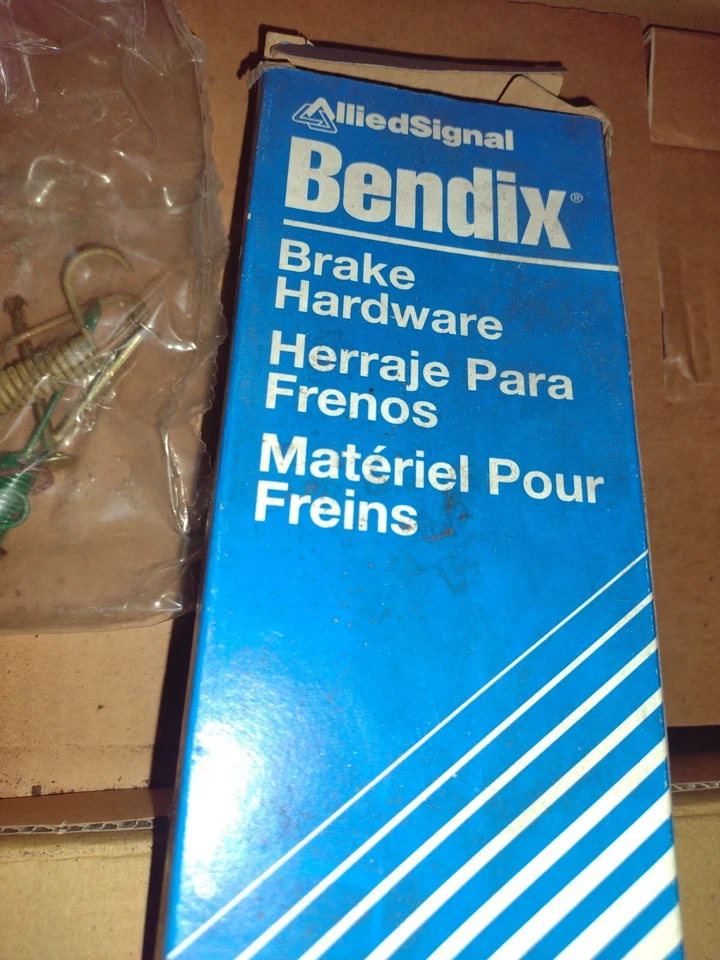 AlliedSignal
Bendix®
Brake
Hardware
Herraje Para
Frenos
Matériel Pour
Freins